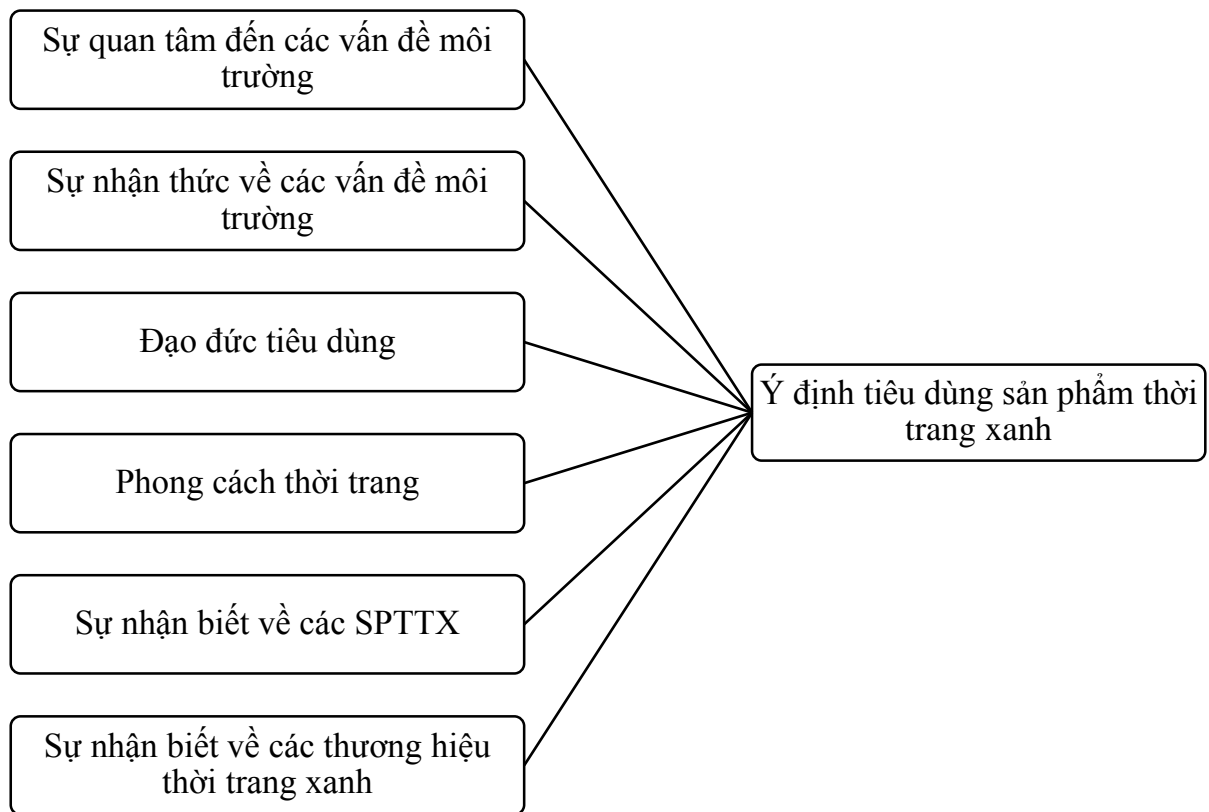 Sự quan tâm đến các vấn đề môi
trường
Sự nhận thức về các vấn đề môi
trường
Đạo đức tiêu dùng
Phong cách thời trang
Sự nhận biết về các SPTTX
Sự nhận biết về các thương hiệu
thời trang xanh
Ý định tiêu dùng sản phẩm thời
trang xanh